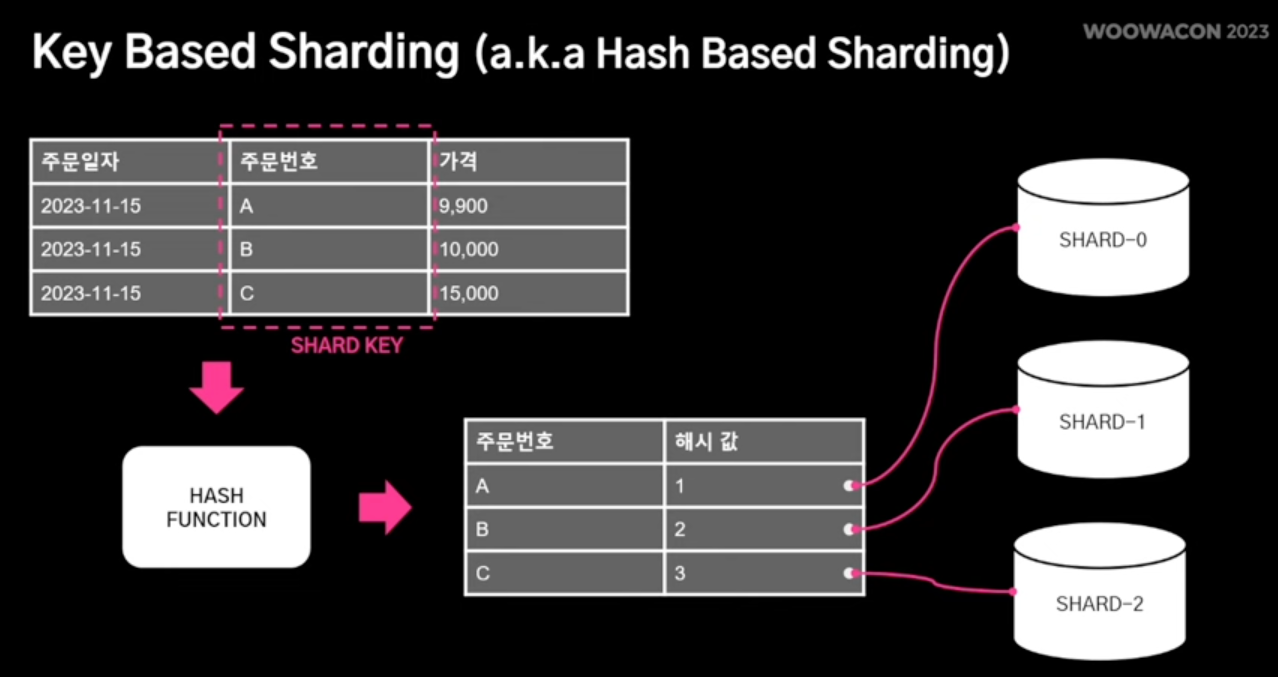 WOOWACON 2023
Key Based Sharding (a.k.a Hash Based Sharding)
주문일자 주문번호 가격
2023-11-15 A 9,900
2023-11-15 B 10,000
2023-11-15 C 15,000
SHARD KEY
HASH
FUNCTION
주문번호 해시 값
A 1
B 2
C 3
SHARD-0
SHARD-1
SHARD-2